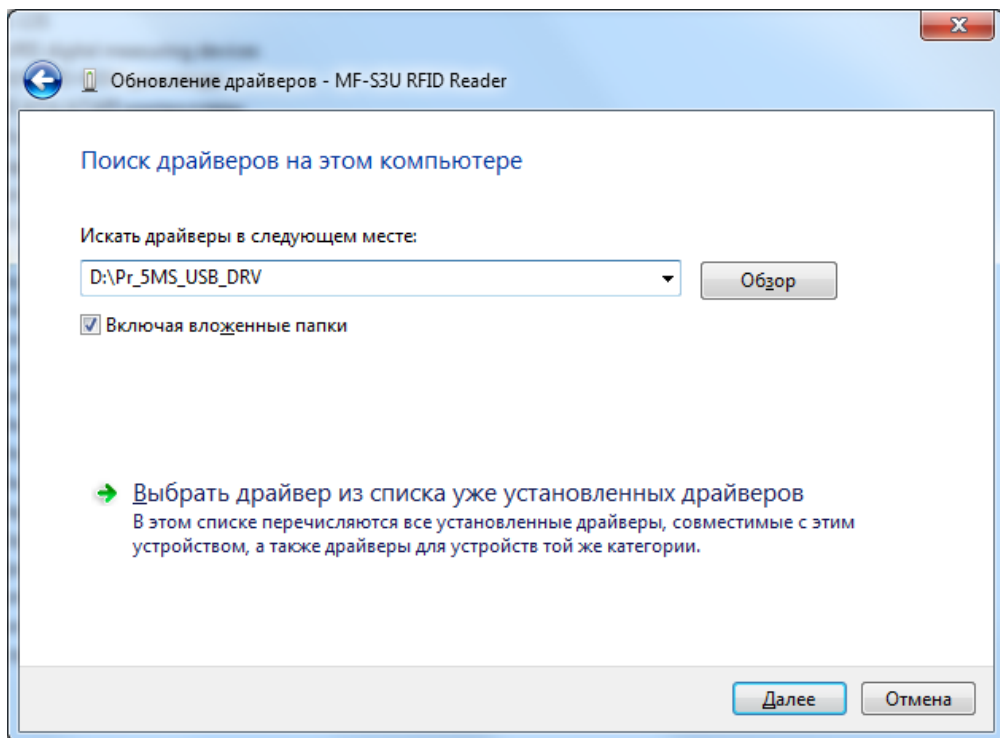 Обновление драйверов - MF-S3U RFID Reader
Поиск драйверов на этом компьютере
Искать драйверы в следующем месте:
D:\Pr_5MS_USB_DRV
Обзор
Включая вложенные папки
Выбрать драйвер из списка уже установленных драйверов
В этом списке перечисляются все установленные драйверы, совместимые с этим
устройством, а также драйверы для устройств той же категории.
Далее
Отмена